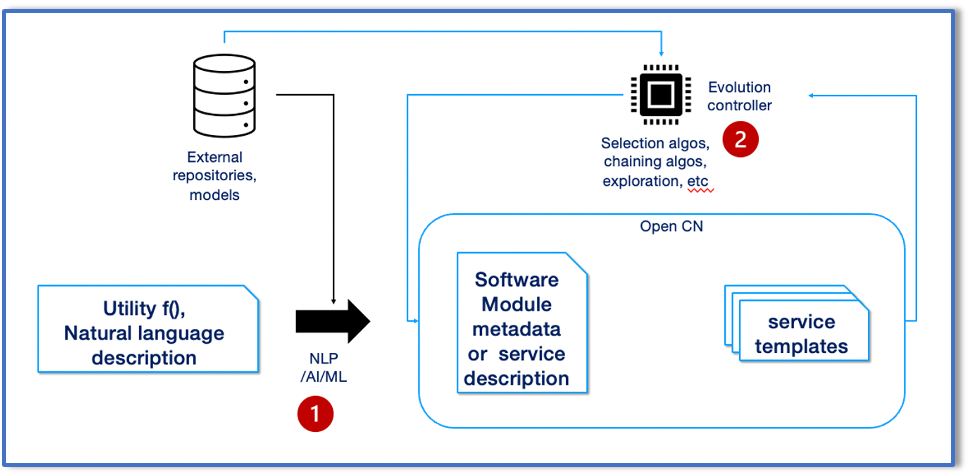 External
repositories,
models
Evolution
controller
2
Selection algos,
chaining algos,
exploration, etc
Open CN
Utility f(),
Natural language
description
NLP
/AI/ML
1
Software
Module
metadata
or service
description
service
templates